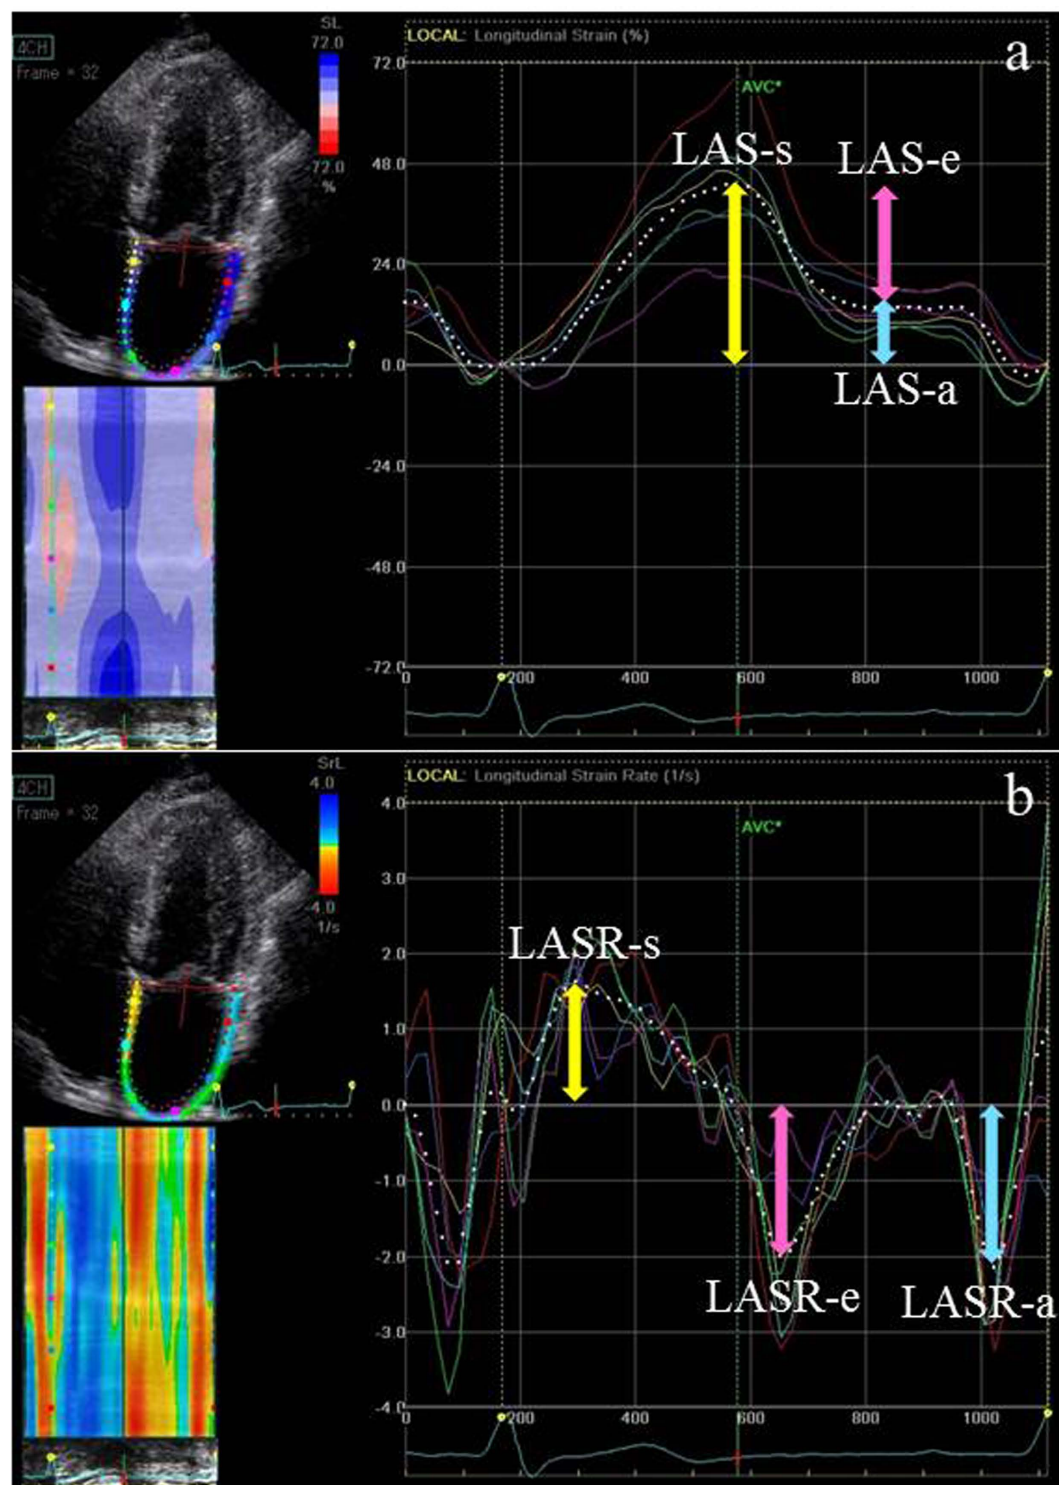 SL
72.0
-72.0
%
4CH
Frame = 32
LOCAL: Longitudinal Strain (%)
a
72.0
48.0
24.0
0.0
-24.0
-48.0
-72.0
AVC*
LAS-s
LAS-e
LAS-a
0
200
400
600
800
1000
SrL
4.0
-4.0
1/s
4CH
Frame = 32
LOCAL: Longitudinal Strain Rate (1/s)
b
4.0
3.0
2.0
1.0
0.0
-1.0
-2.0
-3.0
-4.0
AVC*
LASR-s
LASR-e
LASR-a
0
200
400
600
800
1000